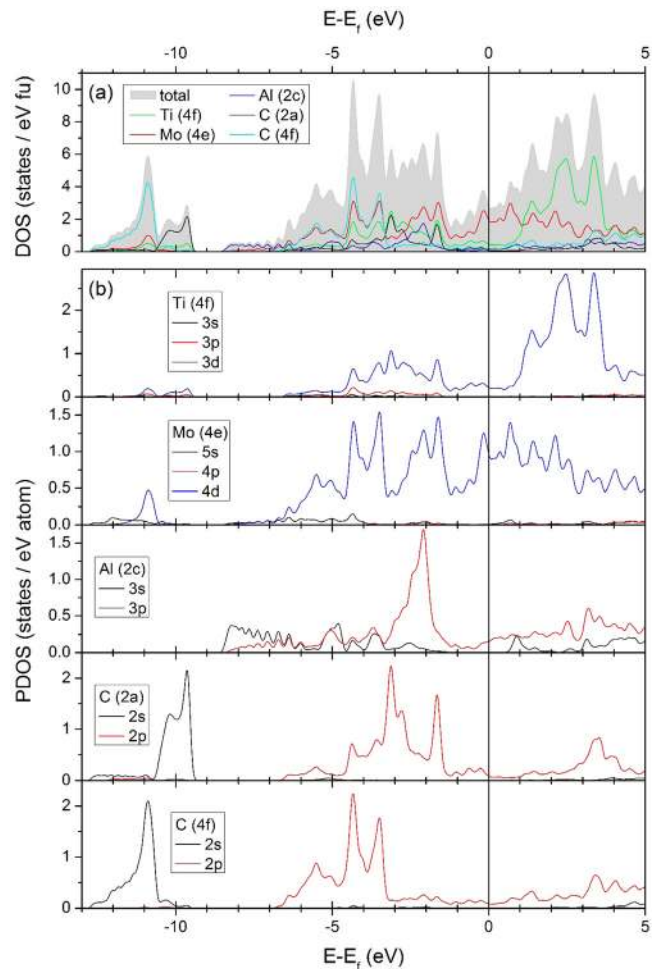 E-E_f (eV)
-10 -5 0 5
DOS (states / eV fu)
10
8
6
4
2
0
(a)
total
Ti (4f)
Mo (4e)
Al (2c)
C (2a)
C (4f)
PDOS (states / eV atom)
(b)
2
1
0
Ti (4f)
3s
3p
3d
1.5
1.0
0.5
0.0
Mo (4e)
5s
4p
4d
1.5
1.0
0.5
0.0
Al (2c)
3s
3p
2
1
0
C (2a)
2s
2p
2
1
0
C (4f)
2s
2p
-10 -5 0 5
E-E_f (eV)